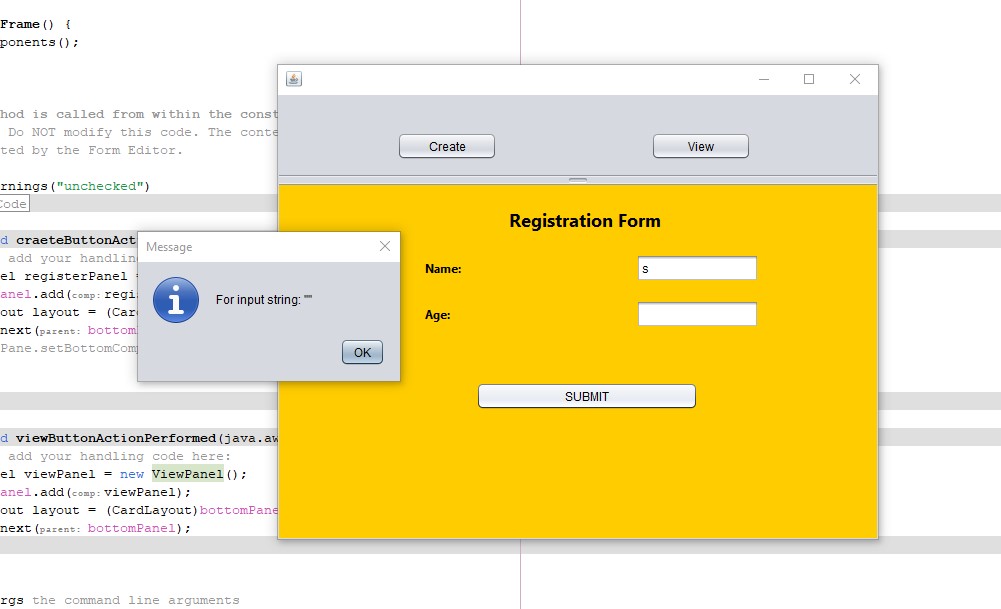 Frame() {
ponents();
hod is called from within the const
Do NOT modify this code. The conte
ted by the Form Editor.
rnings("unchecked")
Code
d craeteButtonAct
add your handling
el registerPanel =
anel.add(comp: regi
out layout = (Card
next(parent: bottom
Pane.setBottomComp
d viewButtonActionPerformed(java.aw
add your handling code here:
el viewPanel = new ViewPanel();
anel.add(comp: viewPanel);
out layout = (CardLayout)bottomPane
next(parent: bottomPanel);
rgs the command line arguments
Create
View
Registration Form
Name:
s
Age:
SUBMIT
Message
For input string: ""
OK